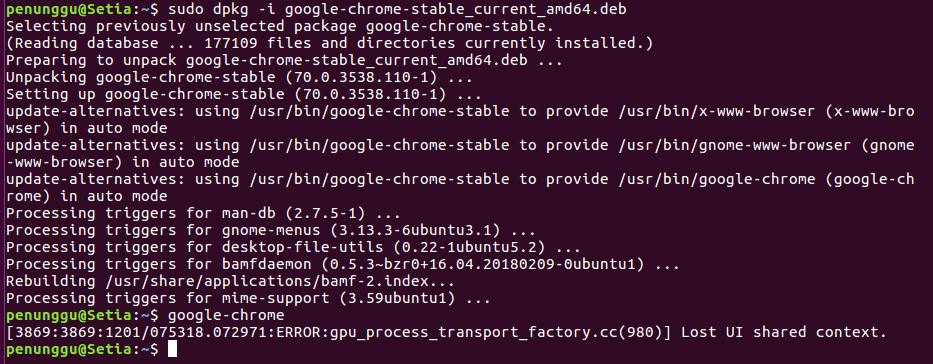 penunggu@Setia:~$ sudo dpkg -i google-chrome-stable_current_amd64.deb
Selecting previously unselected package google-chrome-stable.
(Reading database ... 177109 files and directories currently installed.)
Preparing to unpack google-chrome-stable_current_amd64.deb ...
Unpacking google-chrome-stable (70.0.3538.110-1) ...
Setting up google-chrome-stable (70.0.3538.110-1) ...
update-alternatives: using /usr/bin/google-chrome-stable to provide /usr/bin/x-www-browser (x-www-bro
wser) in auto mode
update-alternatives: using /usr/bin/google-chrome-stable to provide /usr/bin/gnome-www-browser (gnome
-www-browser) in auto mode
update-alternatives: using /usr/bin/google-chrome-stable to provide /usr/bin/google-chrome (google-ch
rome) in auto mode
Processing triggers for man-db (2.7.5-1) ...
Processing triggers for gnome-menus (3.13.3-6ubuntu3.1) ...
Processing triggers for desktop-file-utils (0.22-1ubuntu5.2) ...
Processing triggers for bamfdaemon (0.5.3~bzr0+16.04.20180209-0ubuntu1) ...
Rebuilding /usr/share/applications/bamf-2.index...
Processing triggers for mime-support (3.59ubuntu1) ...
penunggu@Setia:~$ google-chrome
[3869:3869:1201/075318.072971:ERROR:gpu_process_transport_factory.cc(980)] Lost UI shared context.
penunggu@Setia:~$